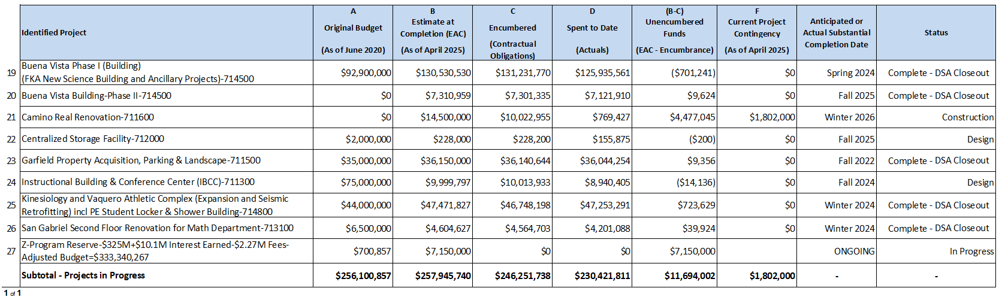 A B C D (B-C) F
Identified Project Original Budget Estimate at Completion (EAC) Encumbered Spent to Date Unencumbered Funds Current Project Contingency Anticipated or Actual Substantial Completion Date Status
(As of June 2020) (As of April 2025) (Contractual Obligations) (Actuals) (EAC - Encumbrance) (As of April 2025)
Buena Vista Phase I (Building)
19 (FKA New Science Building and Ancillary Projects)-714500 $92,900,000 $130,530,530 $131,231,770 $125,935,561 ($701,241) $0 Spring 2024 Complete - DSA Closeout
20 Buena Vista Building-Phase II-714500 $0 $7,310,959 $7,301,335 $7,121,910 $9,624 $0 Fall 2025 Complete - DSA Closeout
21 Camino Real Renovation-711600 $0 $14,500,000 $10,022,955 $769,427 $4,477,045 $1,802,000 Winter 2026 Construction
22 Centralized Storage Facility-712000 $2,000,000 $228,000 $228,200 $155,875 ($200) $0 Fall 2025 Design
23 Garfield Property Acquisition, Parking & Landscape-711500 $35,000,000 $36,150,000 $36,140,644 $36,044,254 $9,356 $0 Fall 2022 Complete - DSA Closeout
24 Instructional Building & Conference Center (IBCC)-711300 $75,000,000 $9,999,797 $10,013,933 $8,940,405 ($14,136) $0 Fall 2024 Design
Kinesiology and Vaquero Athletic Complex (Expansion and Seismic
25 Retrofitting) incl PE Student Locker & Shower Building-714800 $44,000,000 $47,471,827 $46,748,198 $47,253,291 $723,629 $0 Winter 2024 Complete - DSA Closeout
26 San Gabriel Second Floor Renovation for Math Department-713100 $6,500,000 $4,604,627 $4,564,703 $4,201,088 $39,924 $0 Winter 2024 Complete - DSA Closeout
Z-Program Reserve-$325M+$10.1M Interest Earned-$2.27M Fees-
27 Adjusted Budget=$333,340,267 $700,857 $7,150,000 $0 $0 $7,150,000 ONGOING In Progress
Subtotal - Projects in Progress $256,100,857 $257,945,740 $246,251,738 $230,421,811 $11,694,002 $1,802,000 - -
1 of 1